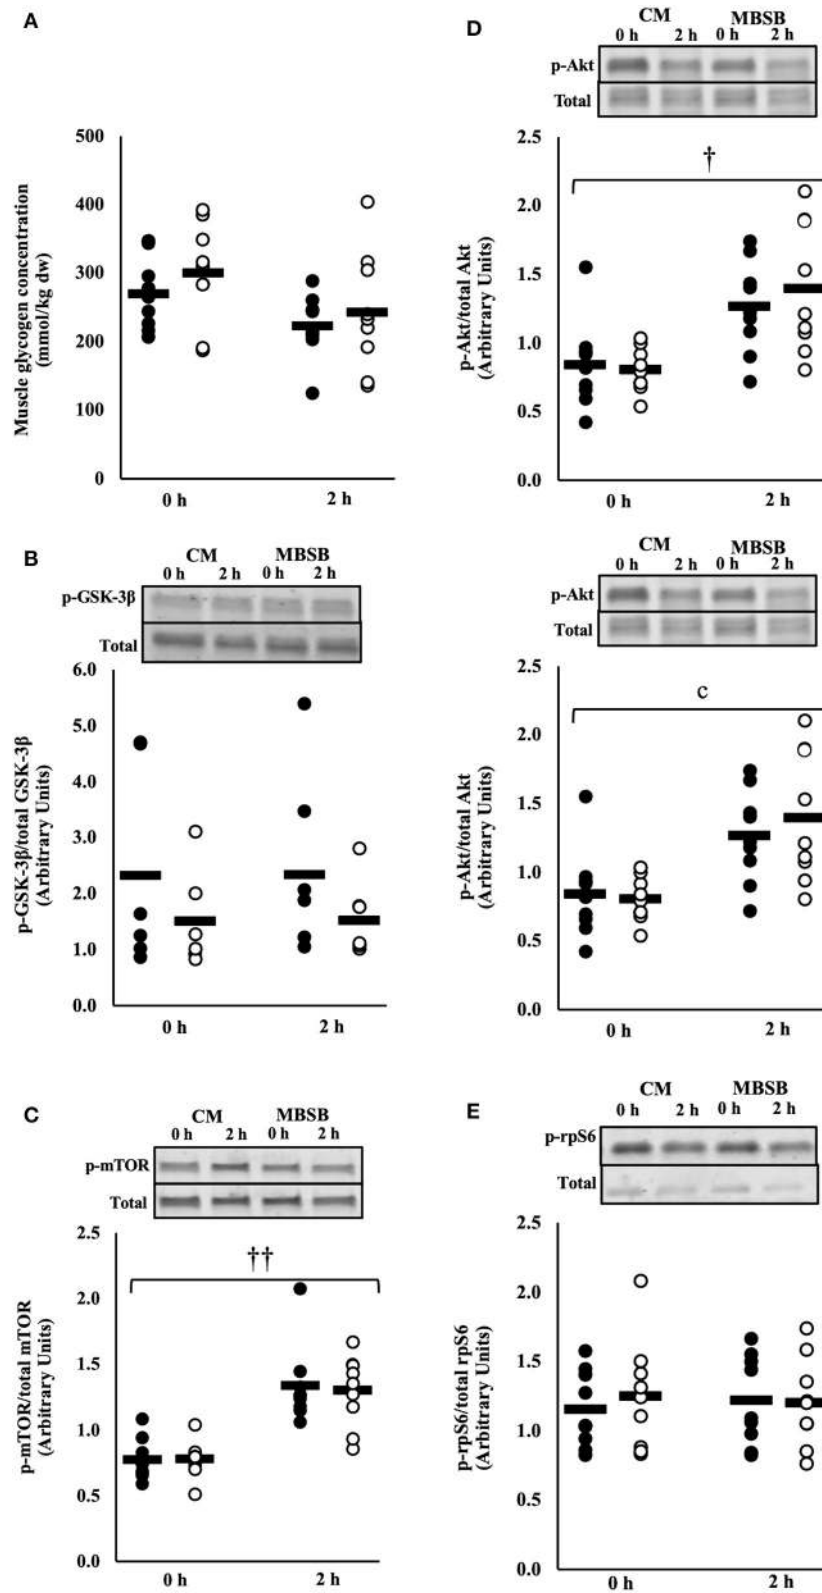 A
Muscle glycogen concentration
(mmol/kg dw)
500
400
300
200
100
0
0 h
2 h
B
CM
MBSB
0 h
2 h
0 h
2 h
p-GSK-3β
Total
p-GSK-3β/total GSK-3β
(Arbitrary Units)
6.0
5.0
4.0
3.0
2.0
1.0
0.0
0 h
2 h
C
CM
MBSB
0 h
2 h
0 h
2 h
p-mTOR
Total
p-mTOR/total mTOR
(Arbitrary Units)
2.5
2.0
1.5
1.0
0.5
0.0
††
0 h
2 h
D
CM
MBSB
0 h
2 h
0 h
2 h
p-Akt
Total
p-Akt/total Akt
(Arbitrary Units)
2.5
2.0
1.5
1.0
0.5
0.0
†
0 h
2 h
CM
MBSB
0 h
2 h
0 h
2 h
p-Akt
Total
p-Akt/total Akt
(Arbitrary Units)
2.5
2.0
1.5
1.0
0.5
0.0
c
0 h
2 h
E
CM
MBSB
0 h
2 h
0 h
2 h
p-rpS6
Total
p-rpS6/total rpS6
(Arbitrary Units)
2.5
2.0
1.5
1.0
0.5
0.0
0 h
2 h